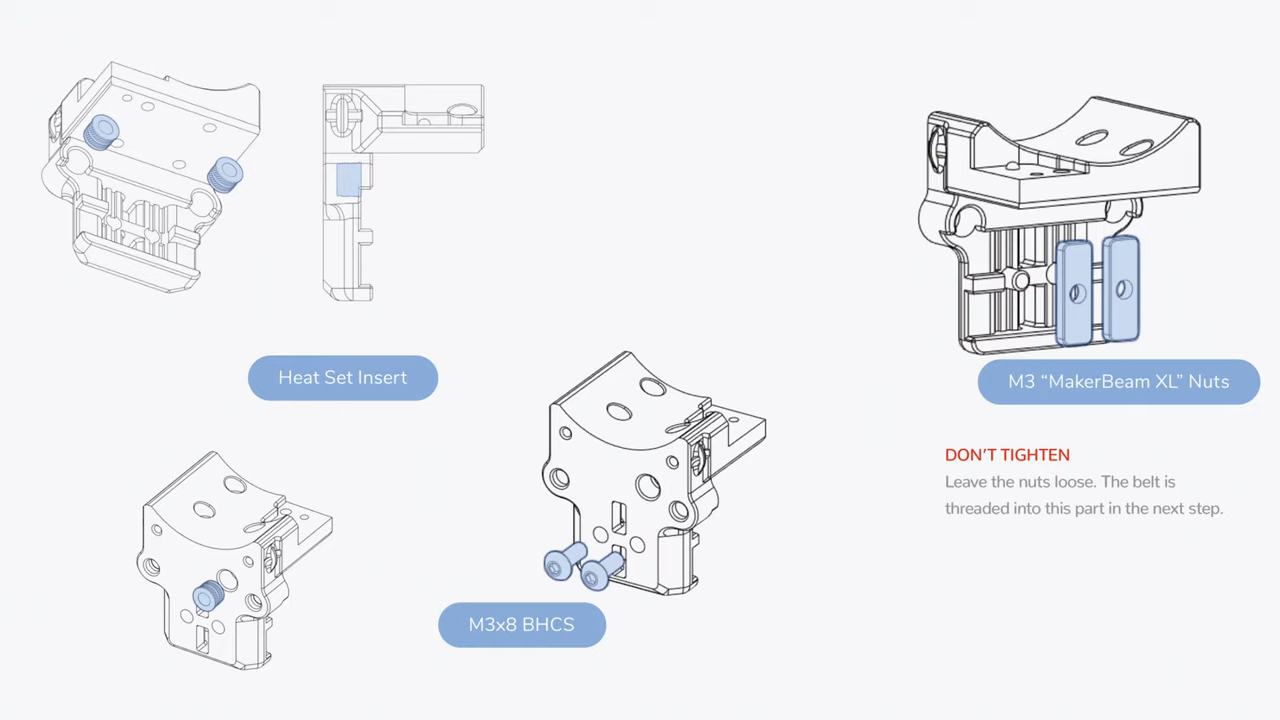 Heat Set Insert
M3x8 BHCS
M3 “MakerBeam XL” Nuts
DON’T TIGHTEN
Leave the nuts loose. The belt is
threaded into this part in the next step.